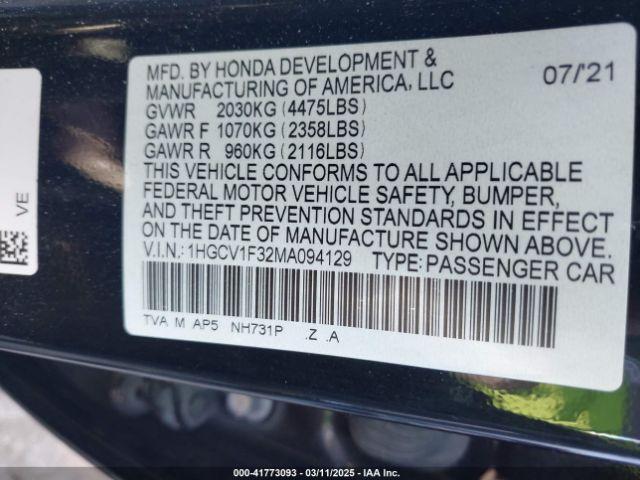 MFD. BY HONDA DEVELOPMENT & 07/'21
MANUFACTURING OF AMERICA, LLC
GVWR 2030KG (4475LBS)
GAWR F 1070KG (2358LBS)
GAWR R 960KG (2116LBS)
THIS VEHICLE CONFORMS TO ALL APPLICABLE
FEDERAL MOTOR VEHICLE SAFETY, BUMPER,
AND THEFT PREVENTION STANDARDS IN EFFECT
ON THE DATE OF MANUFACTURE SHOWN ABOVE.
V.I.N.: 1HGCV1F32MA094129 TYPE: PASSENGER CAR
TVA M AP5 NH731P .Z .A
VE
000-41773093 - 03/11/2025 - IAA Inc.